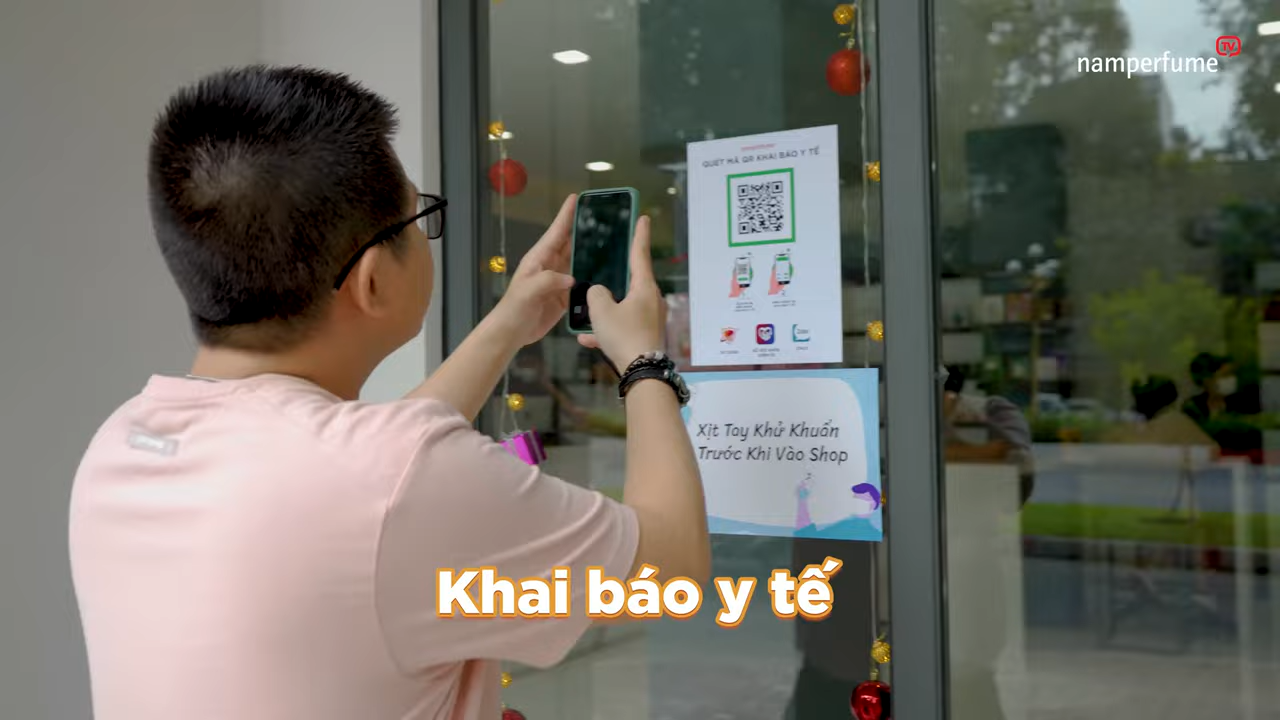 namperfume TV
QUÉT MÃ QR KHAI BÁO Y TẾ
Xịt Tay Khử Khuẩn
Trước Khi Vào Shop
Khai báo y tế